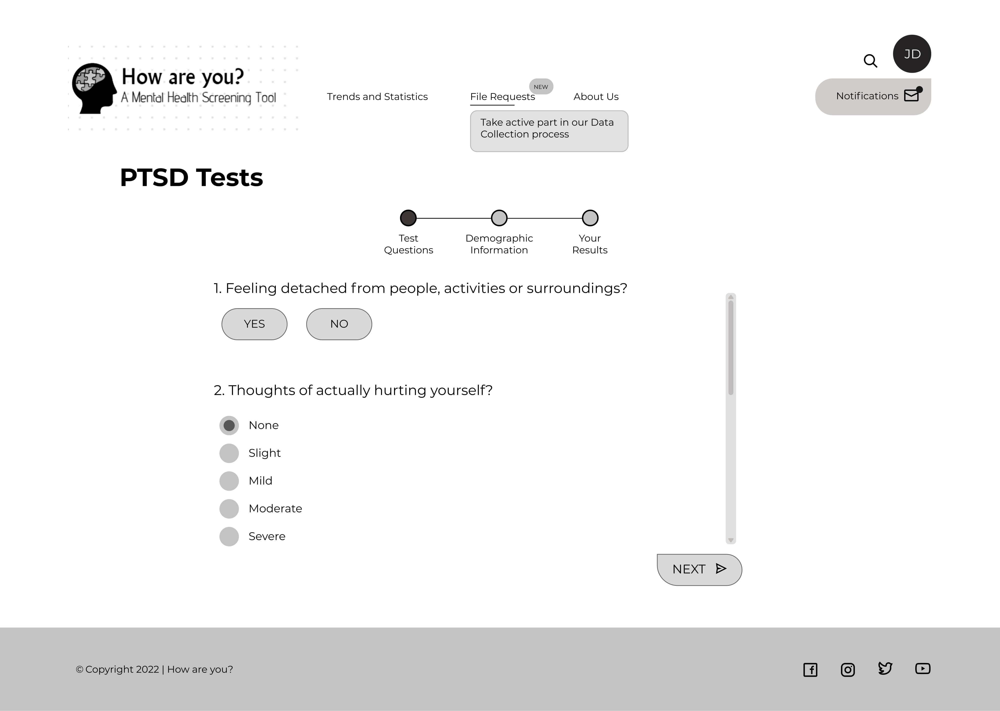 JD
How are you?
A Mental Health Screening Tool
Trends and Statistics
File Requests
NEW
About Us
Notifications
Take active part in our Data
Collection process
PTSD Tests
Test
Questions
Demographic
Information
Your
Results
1. Feeling detached from people, activities or surroundings?
YES
NO
2. Thoughts of actually hurting yourself?
None
Slight
Mild
Moderate
Severe
NEXT
© Copyright 2022 | How are you?